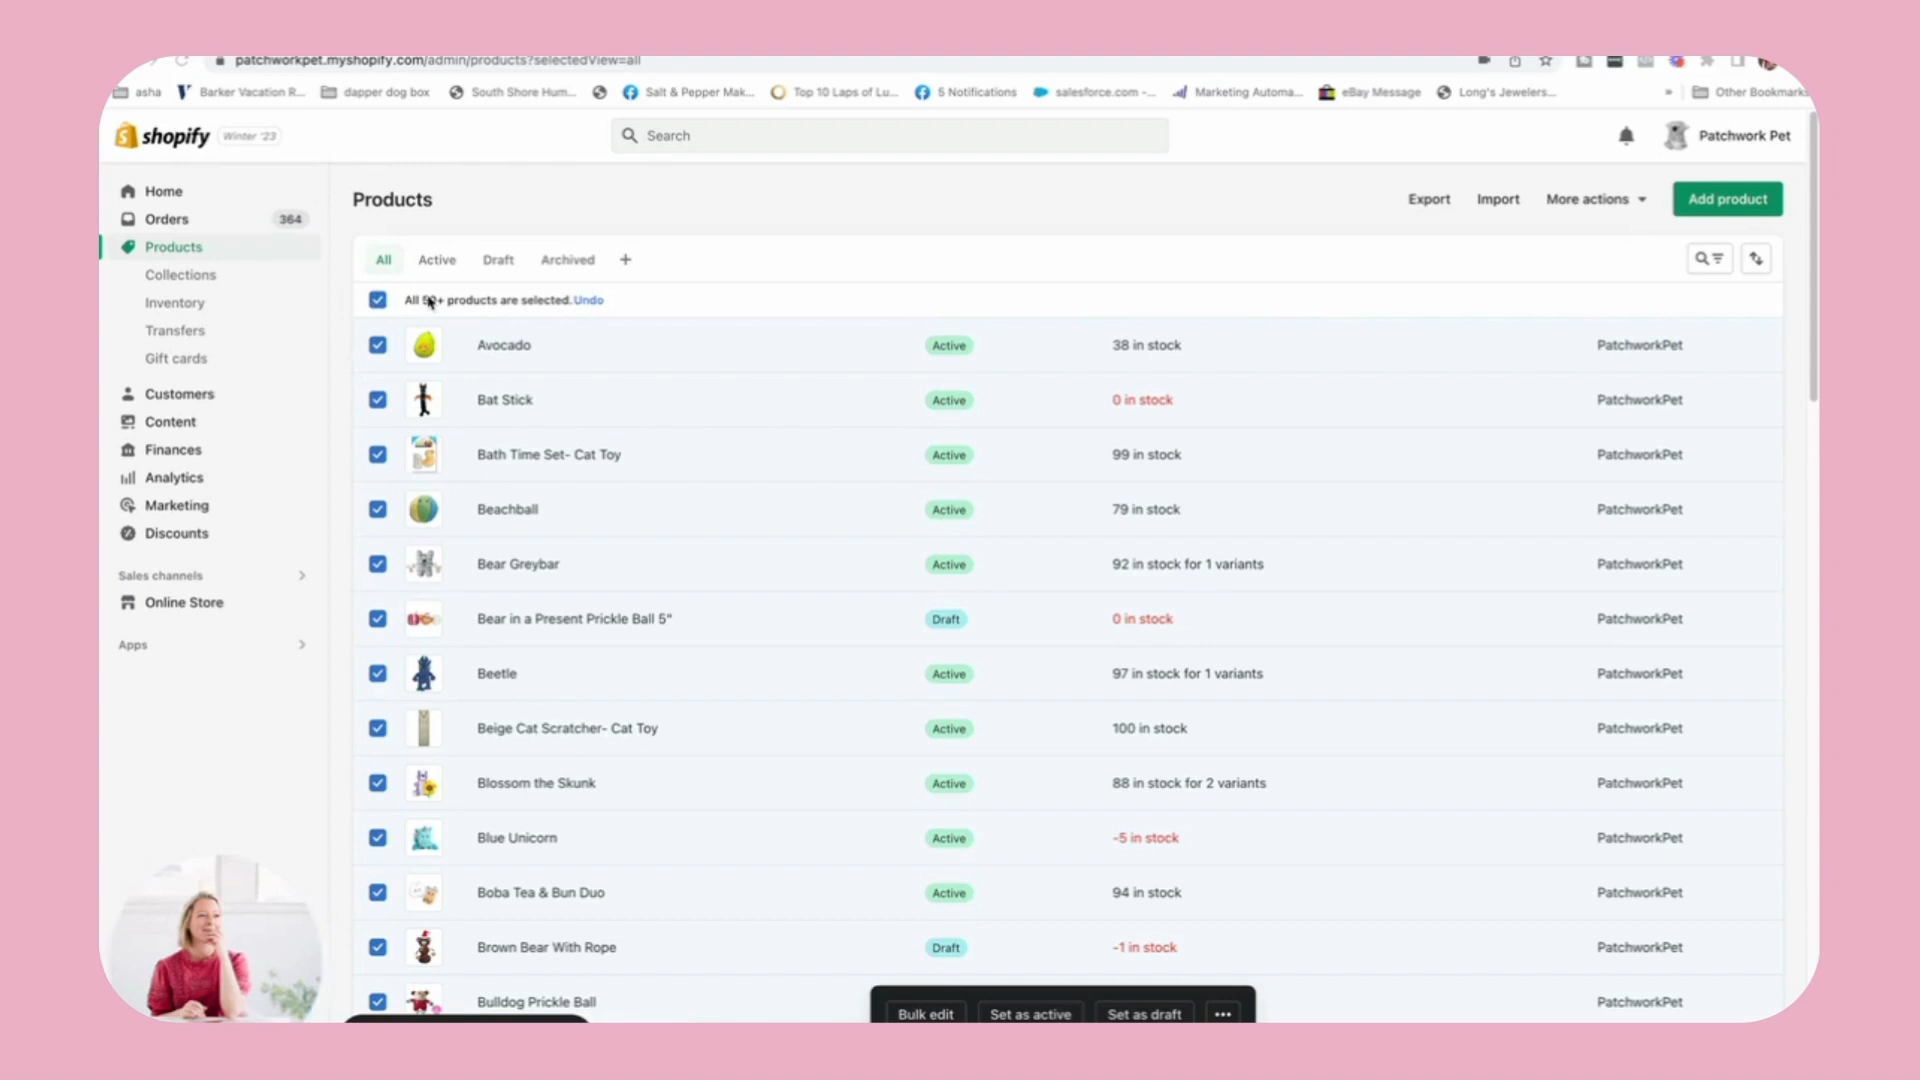 patchworkpet.myshopify.com/admin/products?selectedView=all
asha Barker Vacation R... dapper dog box South Shore Hum... Salt & Pepper Mak... Top 10 Laps of Lu... 5 Notifications salesforce.com -... Marketing Automa... eBay Message Long's Jewelers... » Other Bookmarks
shopify Winter '23 Search Patchwork Pet
Home
Orders 364
Products
Collections
Inventory
Transfers
Gift cards
Customers
Content
Finances
Analytics
Marketing
Discounts
Sales channels
Online Store
Apps
Products Export Import More actions Add product
All Active Draft Archived +
All 50+ products are selected. Undo
Avocado Active 38 in stock PatchworkPet
Bat Stick Active 0 in stock PatchworkPet
Bath Time Set- Cat Toy Active 99 in stock PatchworkPet
Beachball Active 79 in stock PatchworkPet
Bear Greybar Active 92 in stock for 1 variants PatchworkPet
Bear in a Present Prickle Ball 5" Draft 0 in stock PatchworkPet
Beetle Active 97 in stock for 1 variants PatchworkPet
Beige Cat Scratcher- Cat Toy Active 100 in stock PatchworkPet
Blossom the Skunk Active 88 in stock for 2 variants PatchworkPet
Blue Unicorn Active -5 in stock PatchworkPet
Boba Tea & Bun Duo Active 94 in stock PatchworkPet
Brown Bear With Rope Draft -1 in stock PatchworkPet
Bulldog Prickle Ball PatchworkPet
Bulk edit Set as active Set as draft •••